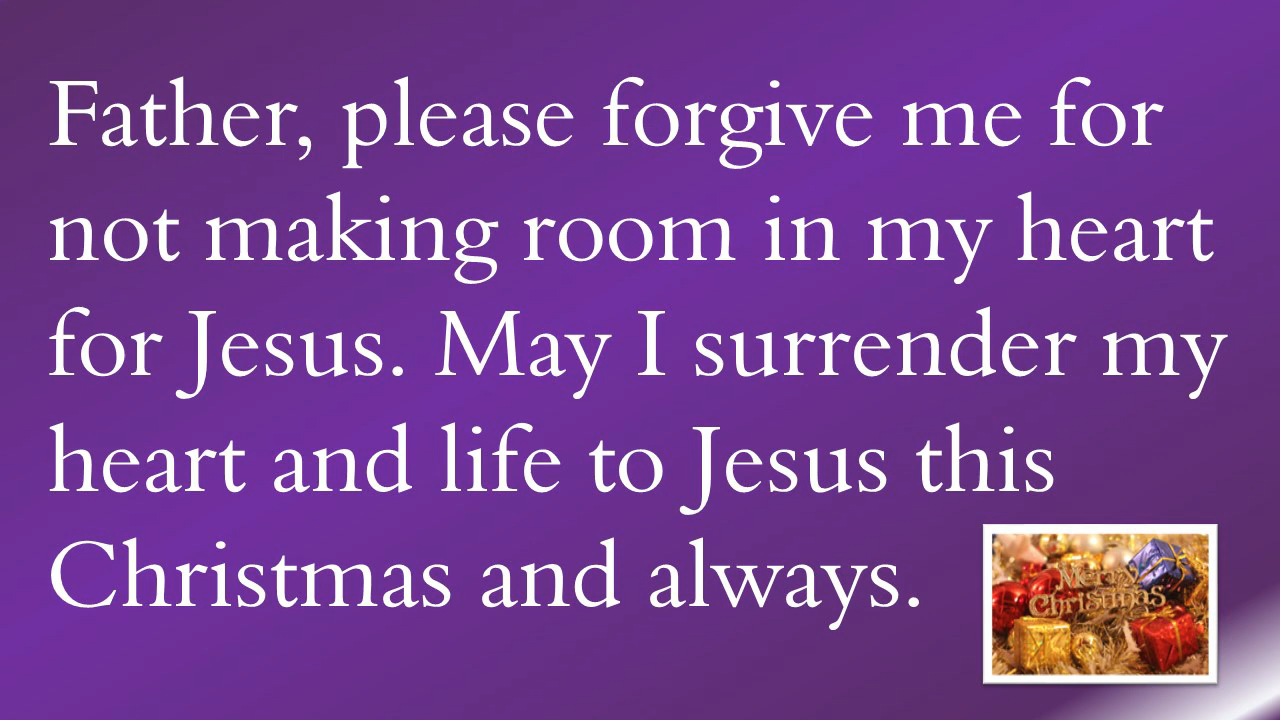 Father, please forgive me for
not making room in my heart
for Jesus. May I surrender my
heart and life to Jesus this
Christmas and always.
Merry
Christmas